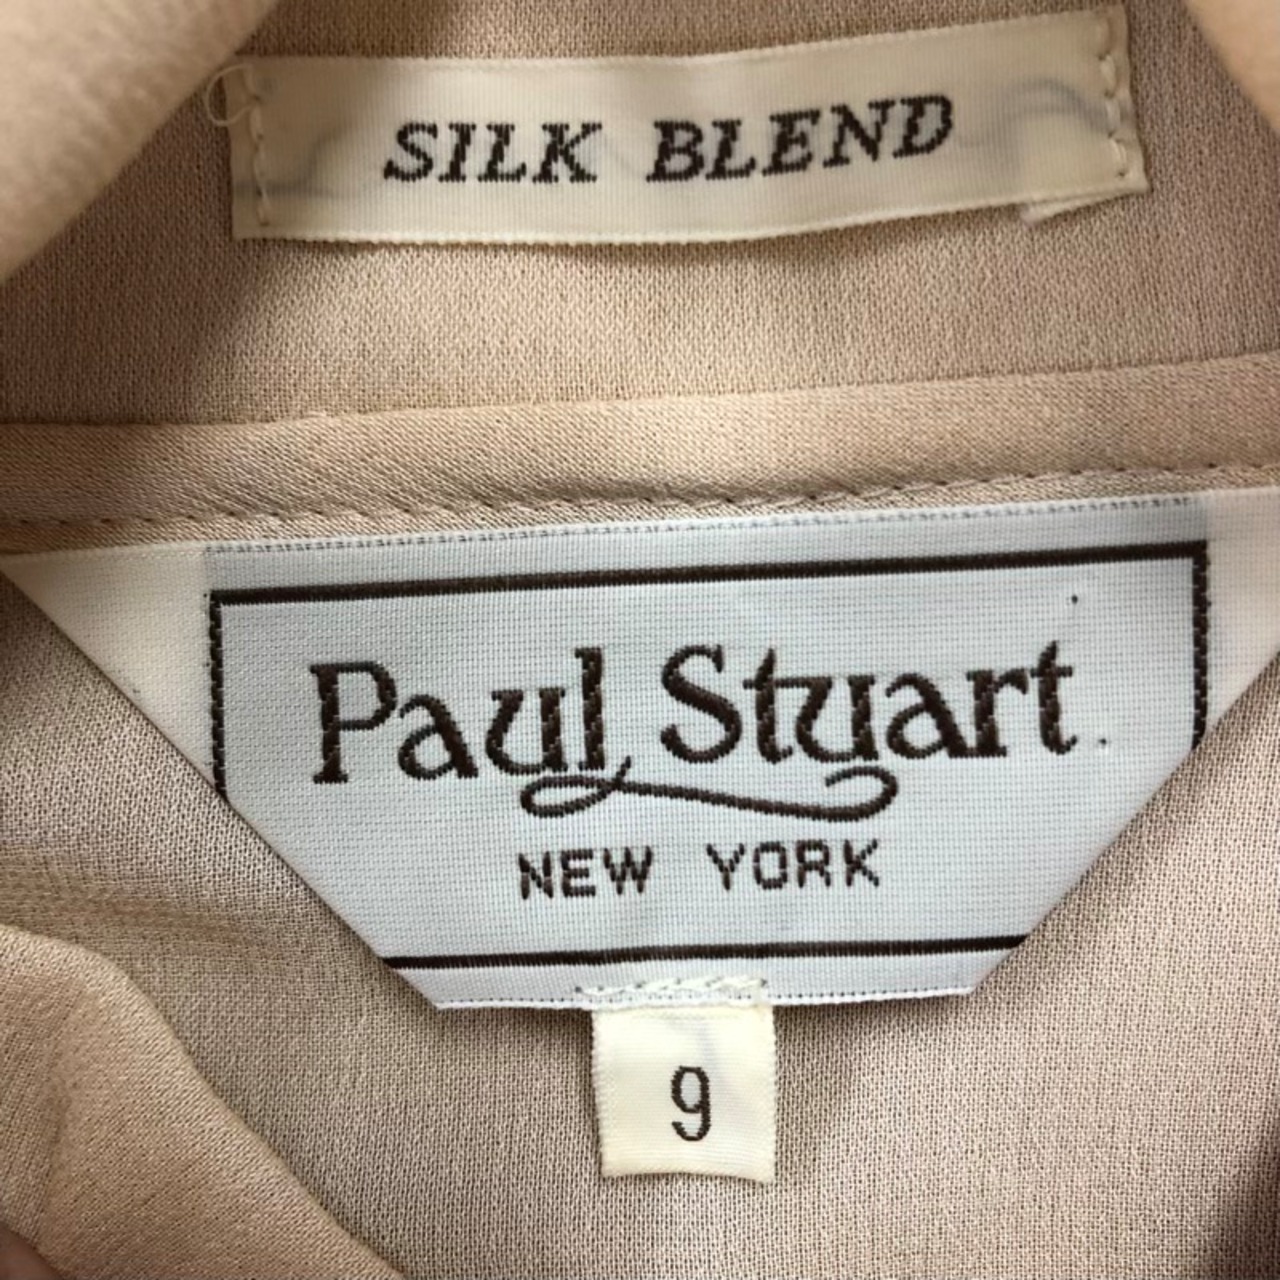 SILK BLEND
Paul Stuart
NEW YORK
9